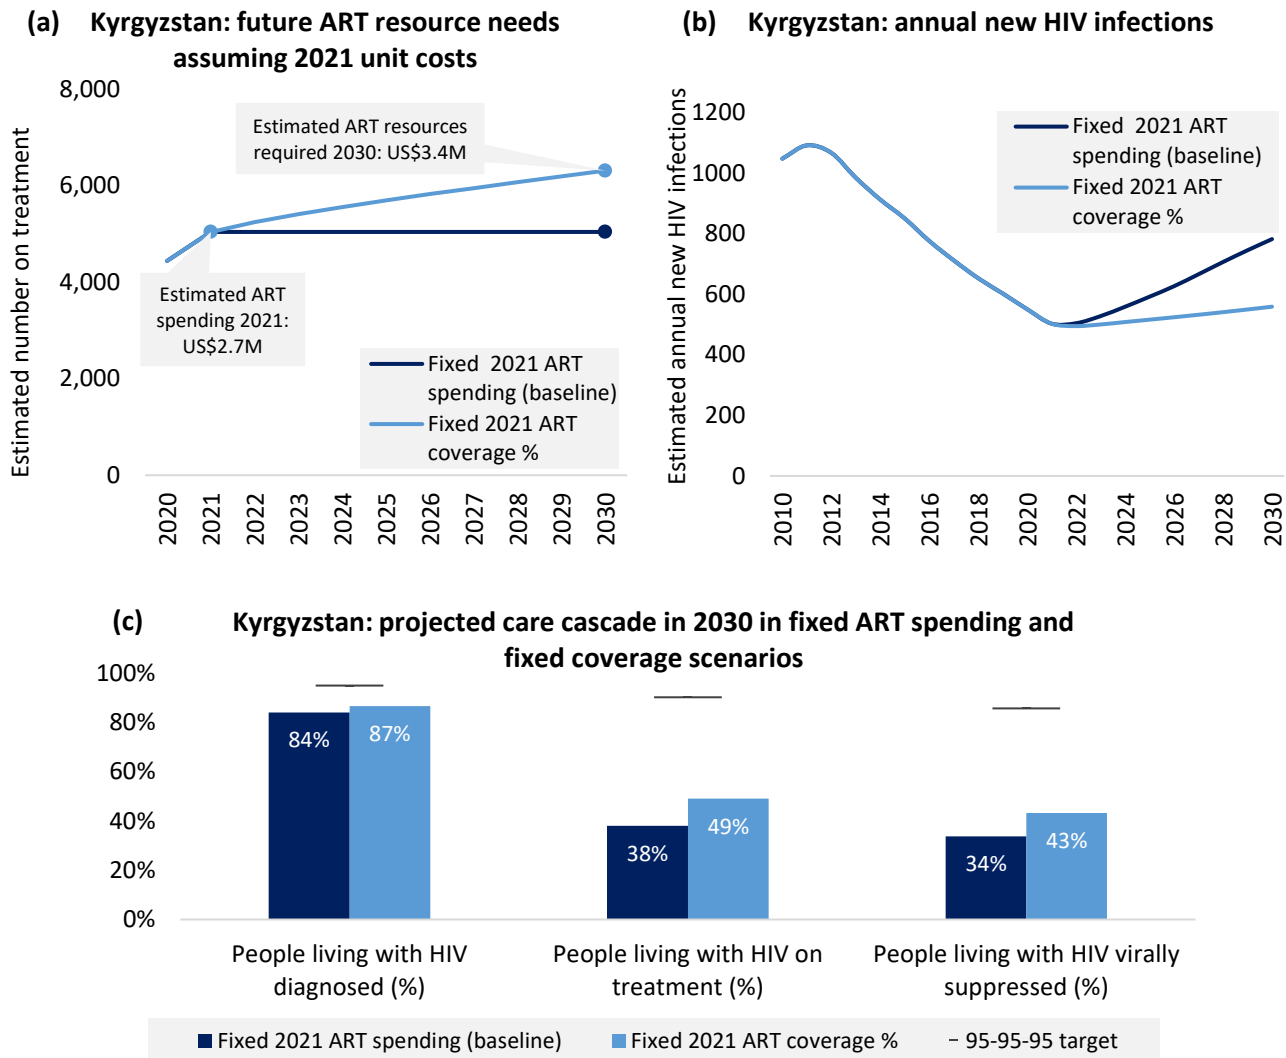 (a) Kyrgyzstan: future ART resource needs
assuming 2021 unit costs
Estimated number on treatment
8,000
6,000
4,000
2,000
0
Estimated ART resources
required 2030: US$3.4M
Estimated ART
spending 2021:
US$2.7M
Fixed 2021 ART
spending (baseline)
Fixed 2021 ART
coverage %
2020
2021
2022
2023
2024
2025
2026
2027
2028
2029
2030
(b) Kyrgyzstan: annual new HIV infections
Estimated annual new HIV infections
1200
1000
800
600
400
200
0
Fixed 2021 ART
spending (baseline)
Fixed 2021 ART
coverage %
2010
2012
2014
2016
2018
2020
2022
2024
2026
2028
2030
(c) Kyrgyzstan: projected care cascade in 2030 in fixed ART spending and
fixed coverage scenarios
100%
80%
60%
40%
20%
0%
84%
87%
38%
49%
34%
43%
People living with HIV
diagnosed (%)
People living with HIV on
treatment (%)
People living with HIV virally
suppressed (%)
Fixed 2021 ART spending (baseline)
Fixed 2021 ART coverage %
95-95-95 target